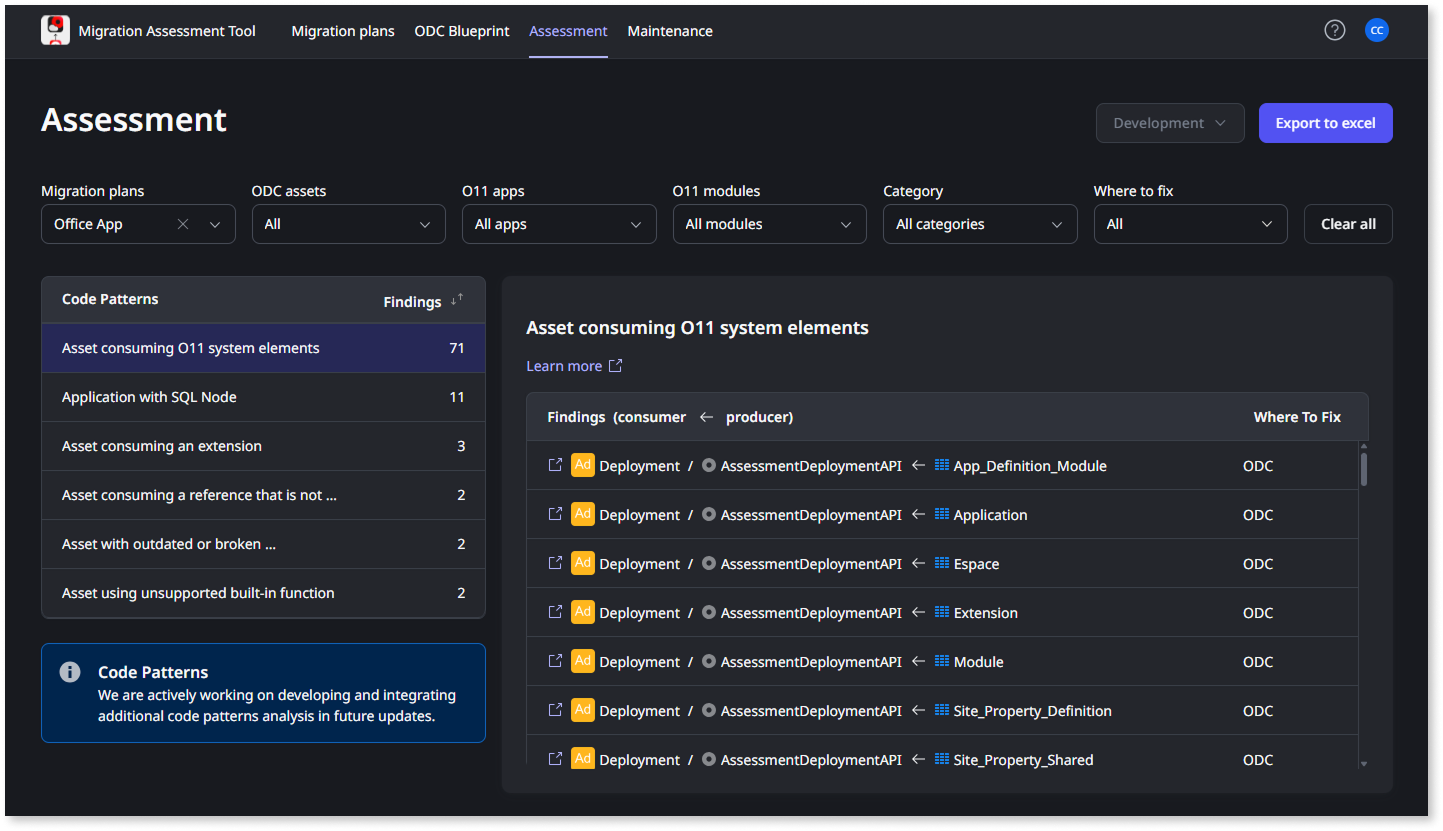 Migration Assessment Tool Migration plans ODC Blueprint Assessment Maintenance ? CC
Assessment
Development Export to excel
Migration plans ODC assets O11 apps O11 modules Category Where to fix
Office App All All apps All modules All categories All Clear all
Code Patterns Findings
Asset consuming O11 system elements 71
Application with SQL Node 11
Asset consuming an extension 3
Asset consuming a reference that is not ... 2
Asset with outdated or broken ... 2
Asset using unsupported built-in function 2
Code Patterns
We are actively working on developing and integrating
additional code patterns analysis in future updates.
Asset consuming O11 system elements
Learn more
Findings (consumer ← producer) Where To Fix
Ad Deployment / AssessmentDeploymentAPI ← App_Definition_Module ODC
Ad Deployment / AssessmentDeploymentAPI ← Application ODC
Ad Deployment / AssessmentDeploymentAPI ← Espace ODC
Ad Deployment / AssessmentDeploymentAPI ← Extension ODC
Ad Deployment / AssessmentDeploymentAPI ← Module ODC
Ad Deployment / AssessmentDeploymentAPI ← Site_Property_Definition ODC
Ad Deployment / AssessmentDeploymentAPI ← Site_Property_Shared ODC